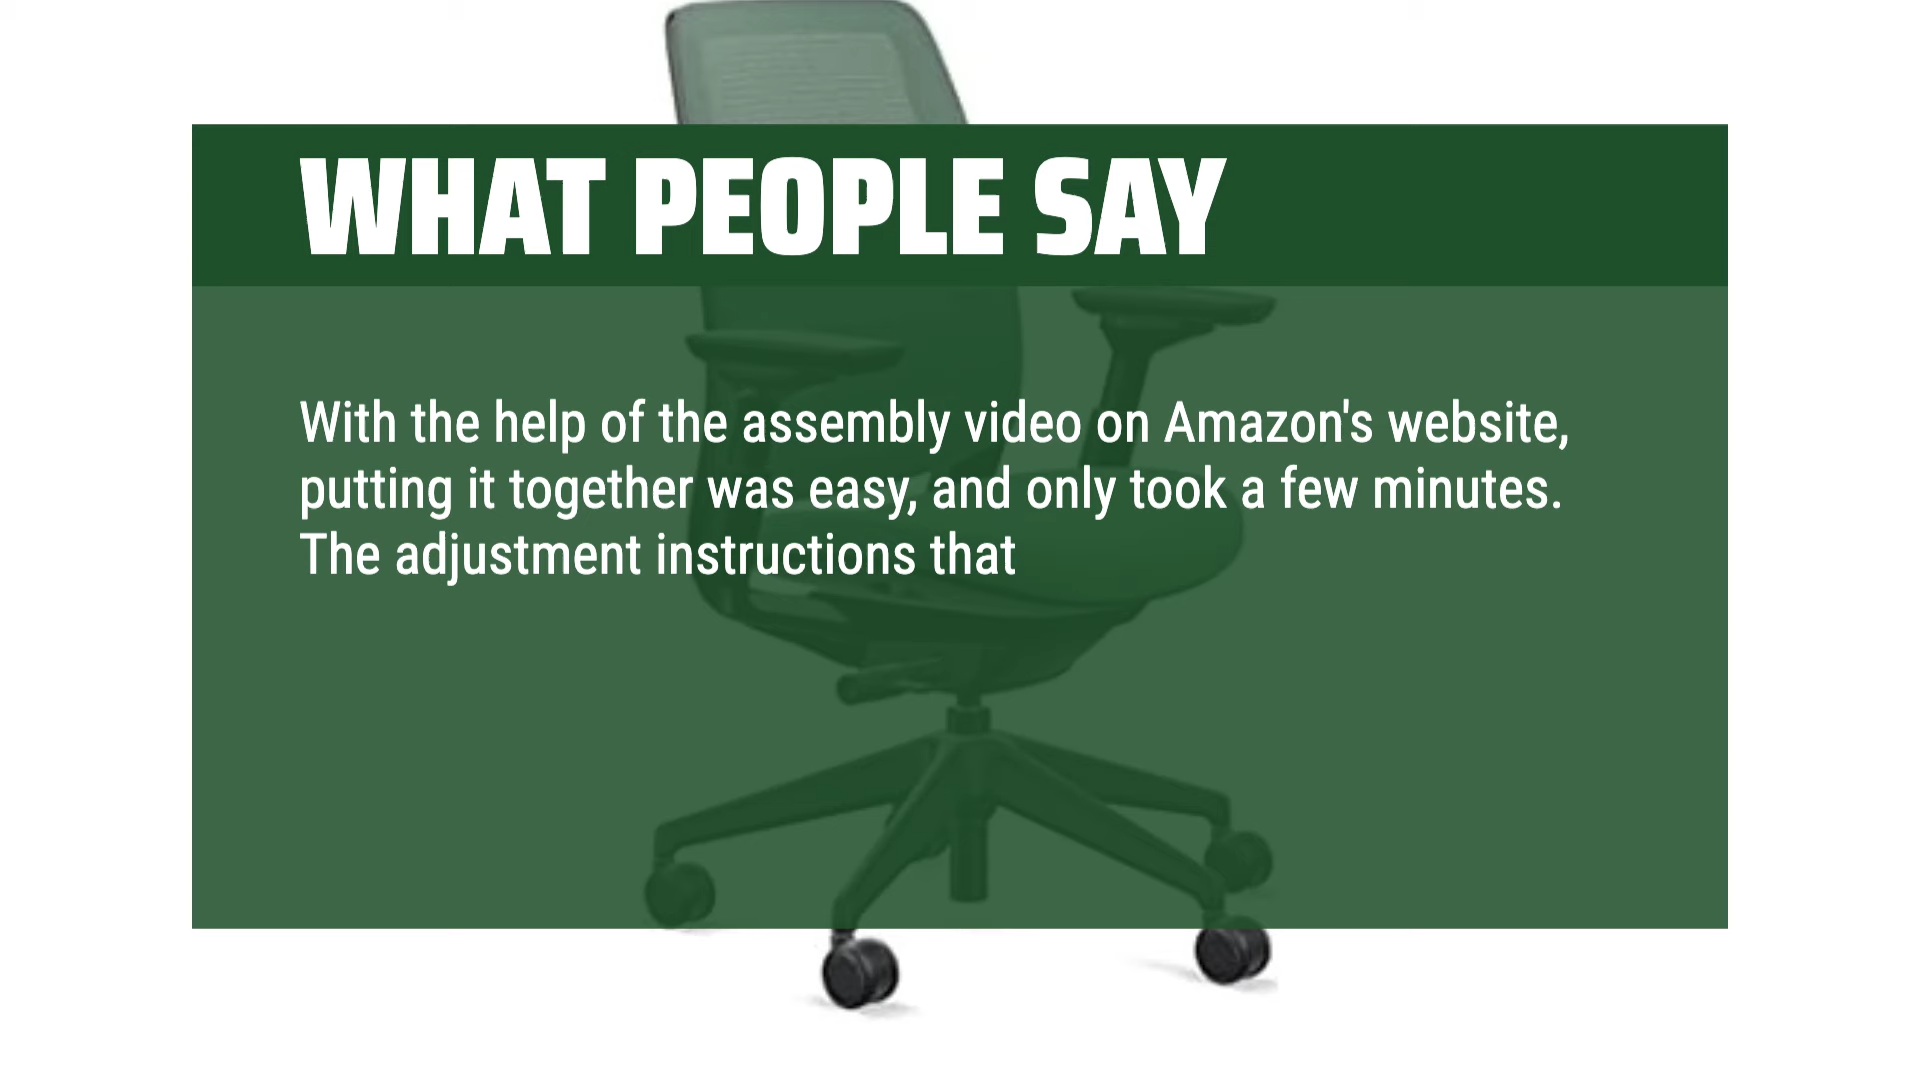 WHAT PEOPLE SAY
With the help of the assembly video on Amazon's website,
putting it together was easy, and only took a few minutes.
The adjustment instructions that